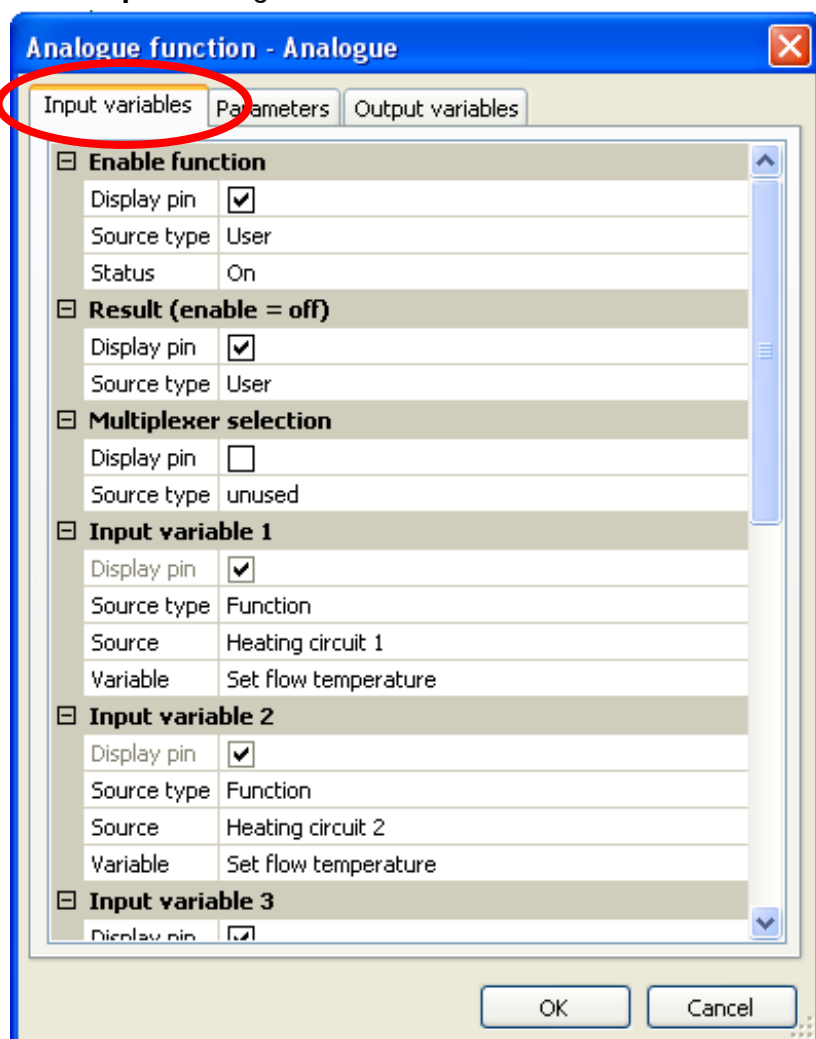 Analogue function - Analogue
Input variables Parameters Output variables
Enable function
Display pin
Source type User
Status On
Result (enable = off)
Display pin
Source type User
Multiplexer selection
Display pin
Source type unused
Input variable 1
Display pin
Source type Function
Source Heating circuit 1
Variable Set flow temperature
Input variable 2
Display pin
Source type Function
Source Heating circuit 2
Variable Set flow temperature
Input variable 3
Display pin
OK Cancel